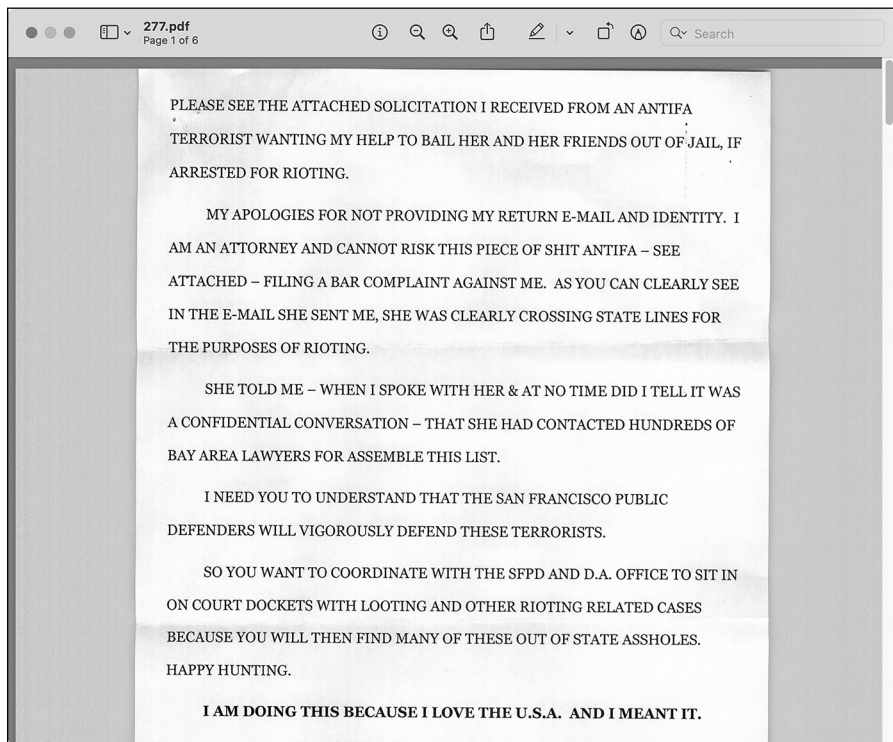 277.pdf
Page 1 of 6
Search
PLEASE SEE THE ATTACHED SOLICITATION I RECEIVED FROM AN ANTIFA
TERRORIST WANTING MY HELP TO BAIL HER AND HER FRIENDS OUT OF JAIL, IF
ARRESTED FOR RIOTING.
MY APOLOGIES FOR NOT PROVIDING MY RETURN E-MAIL AND IDENTITY.  I
AM AN ATTORNEY AND CANNOT RISK THIS PIECE OF SHIT ANTIFA – SEE
ATTACHED – FILING A BAR COMPLAINT AGAINST ME.  AS YOU CAN CLEARLY SEE
IN THE E-MAIL SHE SENT ME, SHE WAS CLEARLY CROSSING STATE LINES FOR
THE PURPOSES OF RIOTING.
SHE TOLD ME – WHEN I SPOKE WITH HER & AT NO TIME DID I TELL IT WAS
A CONFIDENTIAL CONVERSATION – THAT SHE HAD CONTACTED HUNDREDS OF
BAY AREA LAWYERS FOR ASSEMBLE THIS LIST.
I NEED YOU TO UNDERSTAND THAT THE SAN FRANCISCO PUBLIC
DEFENDERS WILL VIGOROUSLY DEFEND THESE TERRORISTS.
SO YOU WANT TO COORDINATE WITH THE SFPD AND D.A. OFFICE TO SIT IN
ON COURT DOCKETS WITH LOOTING AND OTHER RIOTING RELATED CASES
BECAUSE YOU WILL THEN FIND MANY OF THESE OUT OF STATE ASSHOLES.
HAPPY HUNTING.
I AM DOING THIS BECAUSE I LOVE THE U.S.A.  AND I MEANT IT.